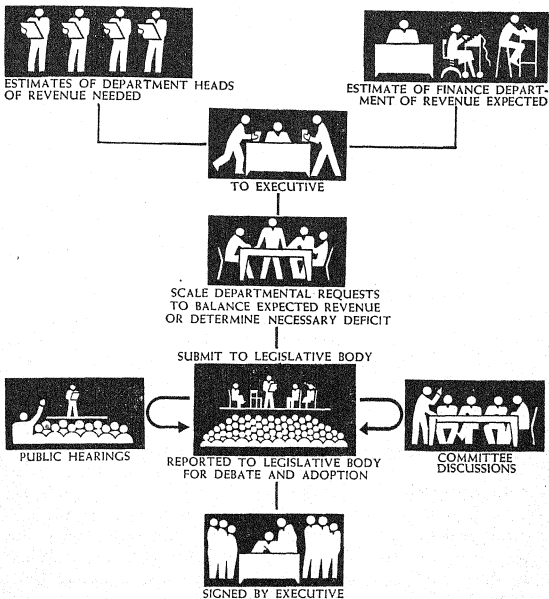 ESTIMATES OF DEPARTMENT HEADS
OF REVENUE NEEDED
ESTIMATE OF FINANCE DEPART-
MENT OF REVENUE EXPECTED
TO EXECUTIVE
SCALE DEPARTMENTAL REQUESTS
TO BALANCE EXPECTED REVENUE
OR DETERMINE NECESSARY DEFICIT
SUBMIT TO LEGISLATIVE BODY
PUBLIC HEARINGS
REPORTED TO LEGISLATIVE BODY
FOR DEBATE AND ADOPTION
COMMITTEE
DISCUSSIONS
SIGNED BY EXECUTIVE